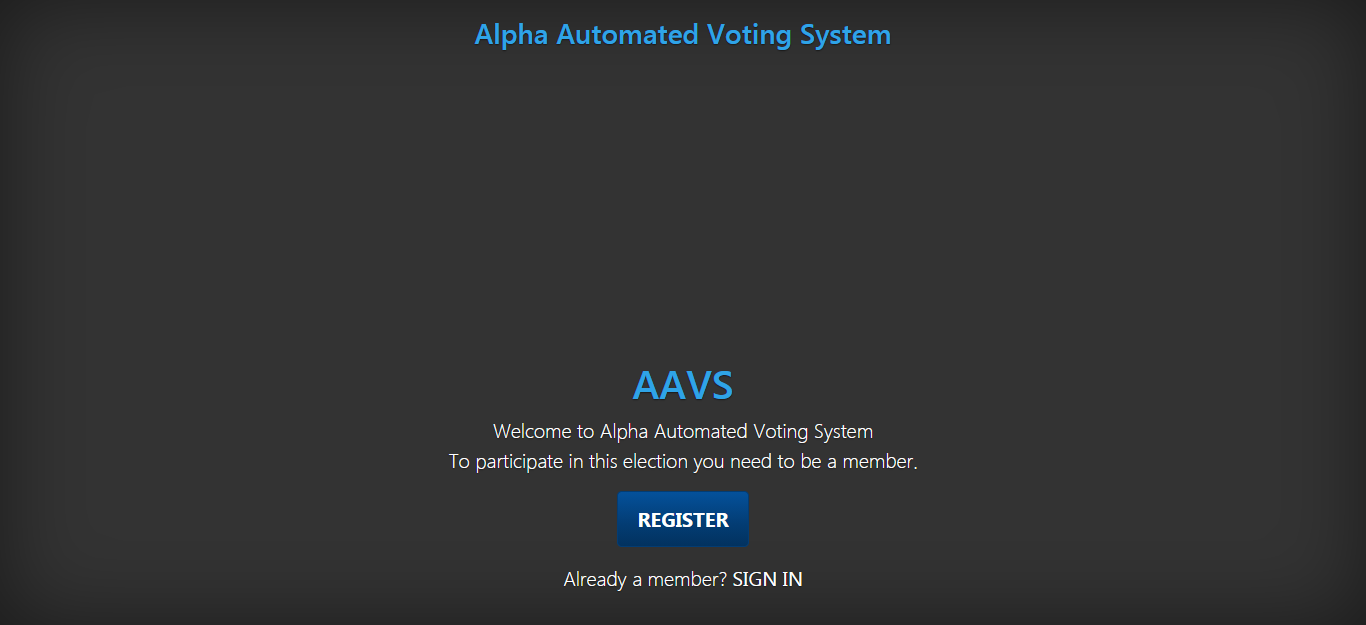 Alpha Automated Voting System
AAVS
Welcome to Alpha Automated Voting System
To participate in this election you need to be a member.
REGISTER
Already a member? SIGN IN